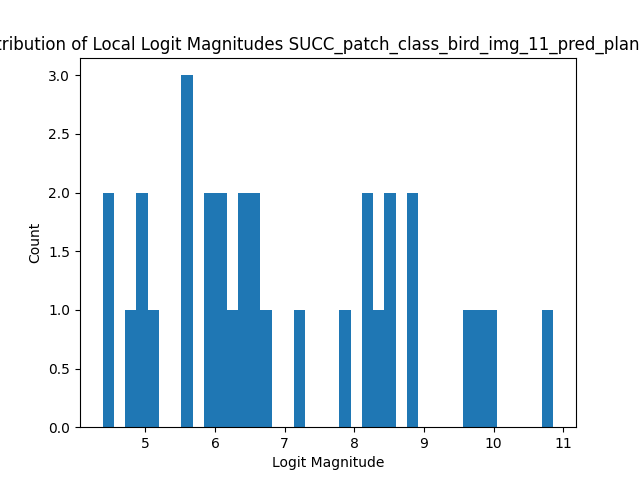 tribution of Local Logit Magnitudes SUCC_patch_class_bird_img_11_pred_plan
3.0
2.5
2.0
1.5
1.0
0.5
0.0
Count
5 6 7 8 9 10 11
Logit Magnitude